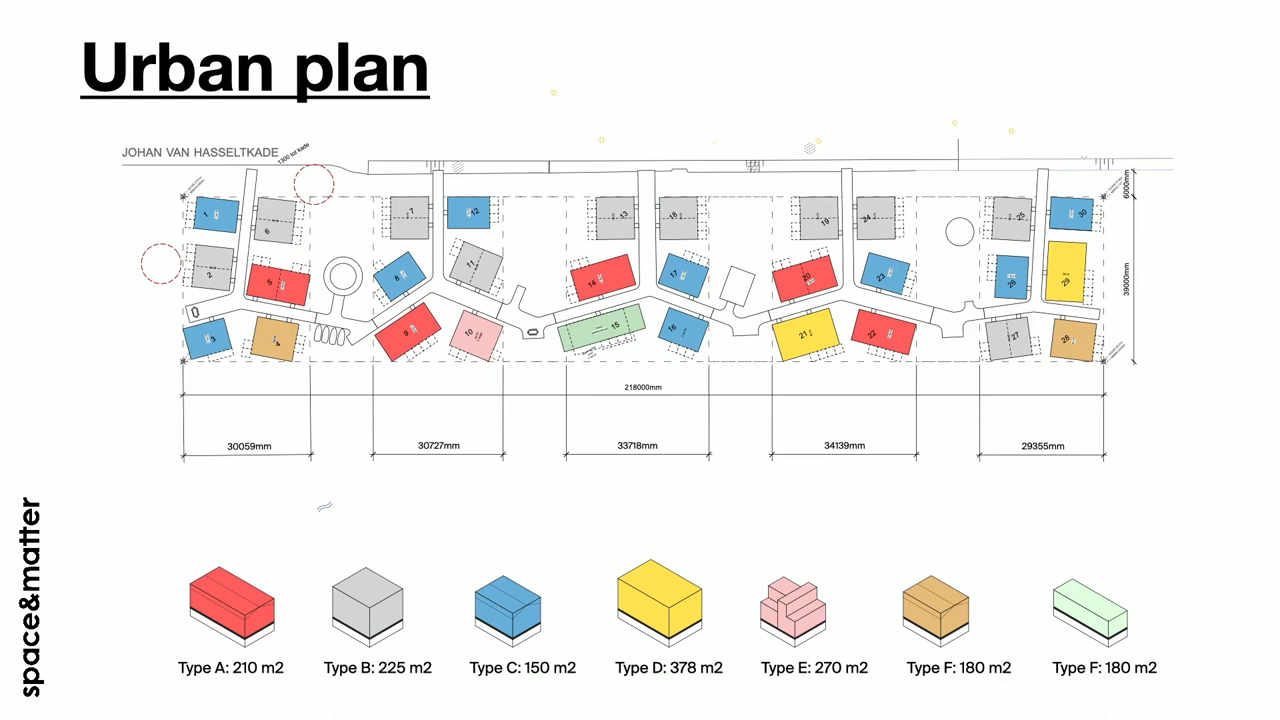 Urban plan
JOHAN VAN HASSELTKADE
1300 tot kade
6000mm
1
6
7
12
13
18
19
24
25
30
2
5
8
11
14
17
20
23
26
29
39000mm
3
4
9
10
15
16
21
22
27
28
218000mm
30059mm
30727mm
33718mm
34139mm
29355mm
space&matter
Type A: 210 m2
Type B: 225 m2
Type C: 150 m2
Type D: 378 m2
Type E: 270 m2
Type F: 180 m2
Type F: 180 m2